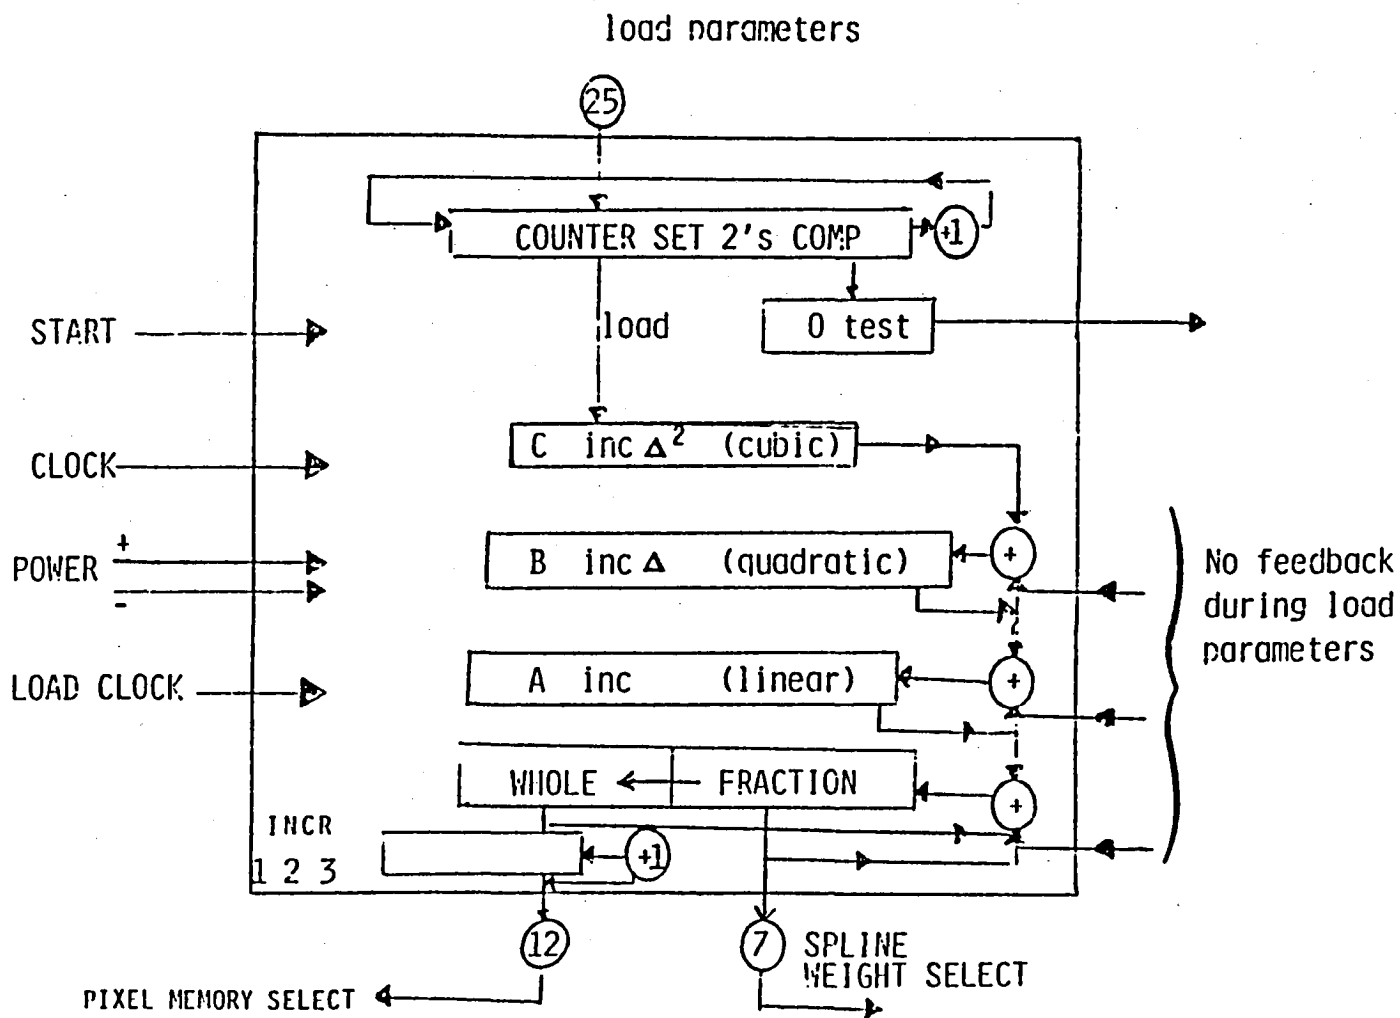 load parameters
25
COUNTER SET 2's COMP
+1
START
load
0 test
C inc Δ² (cubic)
CLOCK
+
POWER
+
-
B inc Δ (quadratic)
No feedback
during load
parameters
LOAD CLOCK
A inc (linear)
+
WHOLE
FRACTION
+
INCR
1 2 3
+1
12
7
SPLINE
WEIGHT SELECT
PIXEL MEMORY SELECT